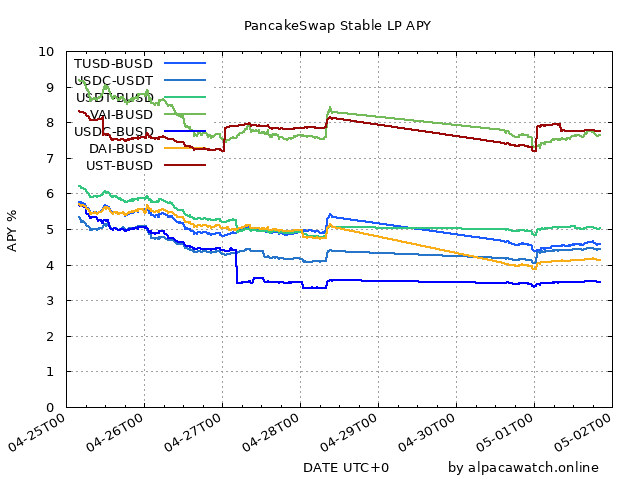 PancakeSwap Stable LP APY
10
9
8
7
6
5
4
3
2
1
0
APY %
TUSD-BUSD
USDC-USDT
USDT-BUSD
VAI-BUSD
USDC-BUSD
DAI-BUSD
UST-BUSD
04-25T00
04-26T00
04-27T00
04-28T00
04-29T00
04-30T00
05-01T00
05-02T00
DATE UTC+0
by alpacawatch.online